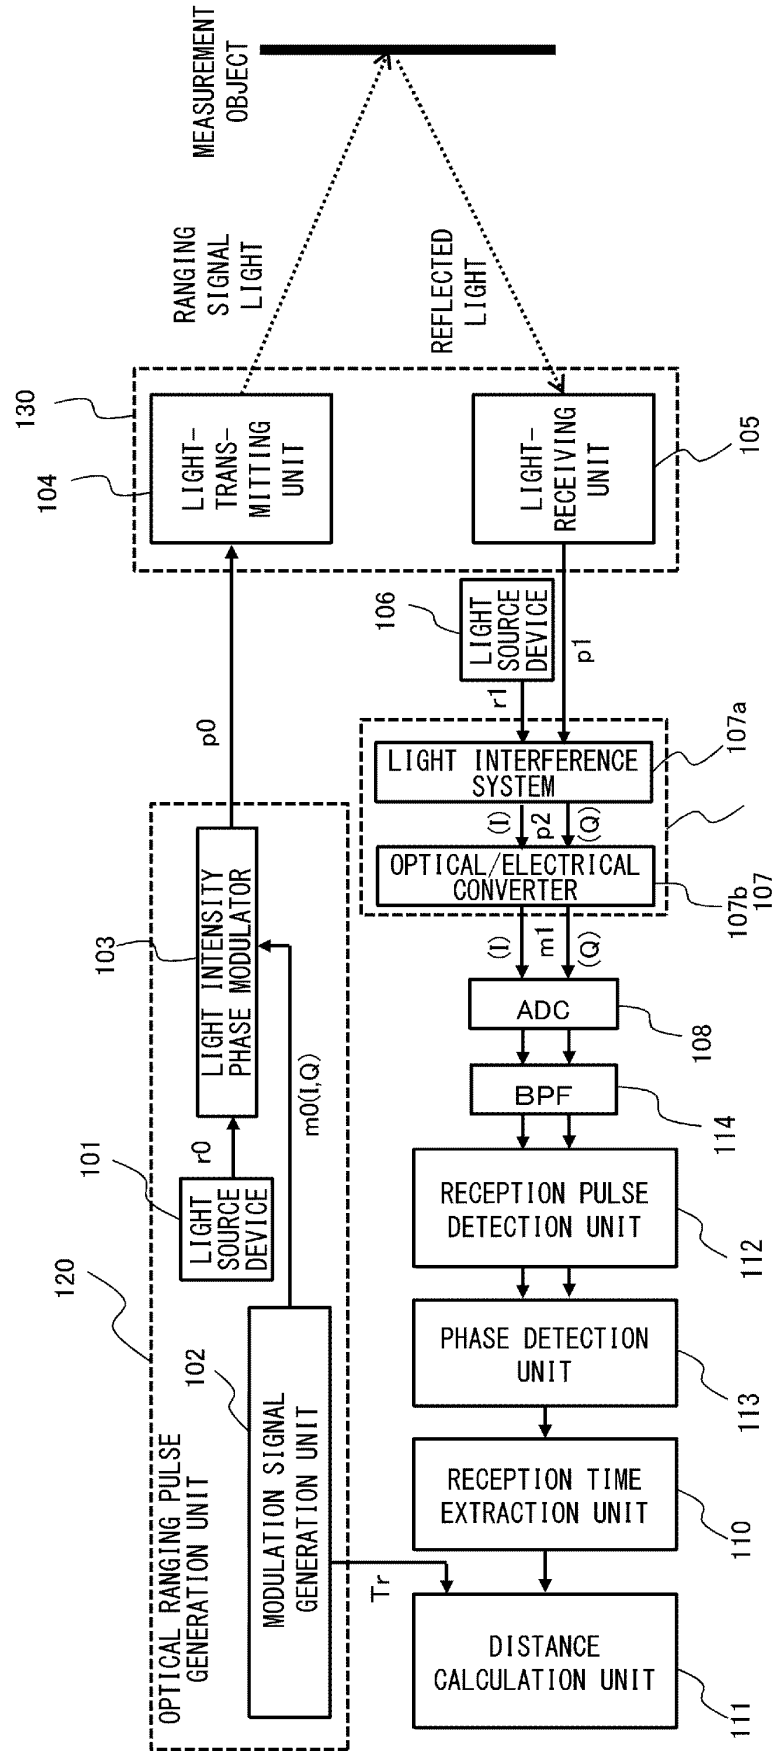 MEASUREMENT
OBJECT
RANGING
SIGNAL
LIGHT
REFLECTED
LIGHT
130
104
LIGHT-
TRANS-
MITTING
UNIT
LIGHT-
RECEIVING
UNIT
105
p0
106
LIGHT
SOURCE
DEVICE
r1
p1
120
OPTICAL RANGING PULSE
GENERATION UNIT
103
LIGHT INTENSITY
PHASE MODULATOR
101
LIGHT
SOURCE
DEVICE
r0
m0(I,Q)
102
MODULATION SIGNAL
GENERATION UNIT
Tr
LIGHT INTERFERENCE
SYSTEM
107a
(I)
p2
(Q)
OPTICAL/ELECTRICAL
CONVERTER
107b
107
(I)
m1
(Q)
ADC
108
BPF
114
RECEPTION PULSE
DETECTION UNIT
112
PHASE DETECTION
UNIT
113
RECEPTION TIME
EXTRACTION UNIT
110
DISTANCE
CALCULATION UNIT
111